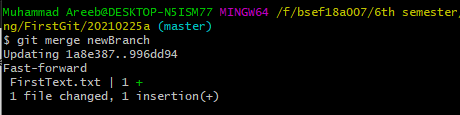 Muhammad Areeb@DESKTOP-N5ISM77 MINGW64 /f/bsef18a007/6th semester
ng/FirstGit/20210225a (master)
$ git merge newBranch
Updating 1a8e387..996dd94
Fast-forward
 FirstText.txt | 1 +
 1 file changed, 1 insertion(+)